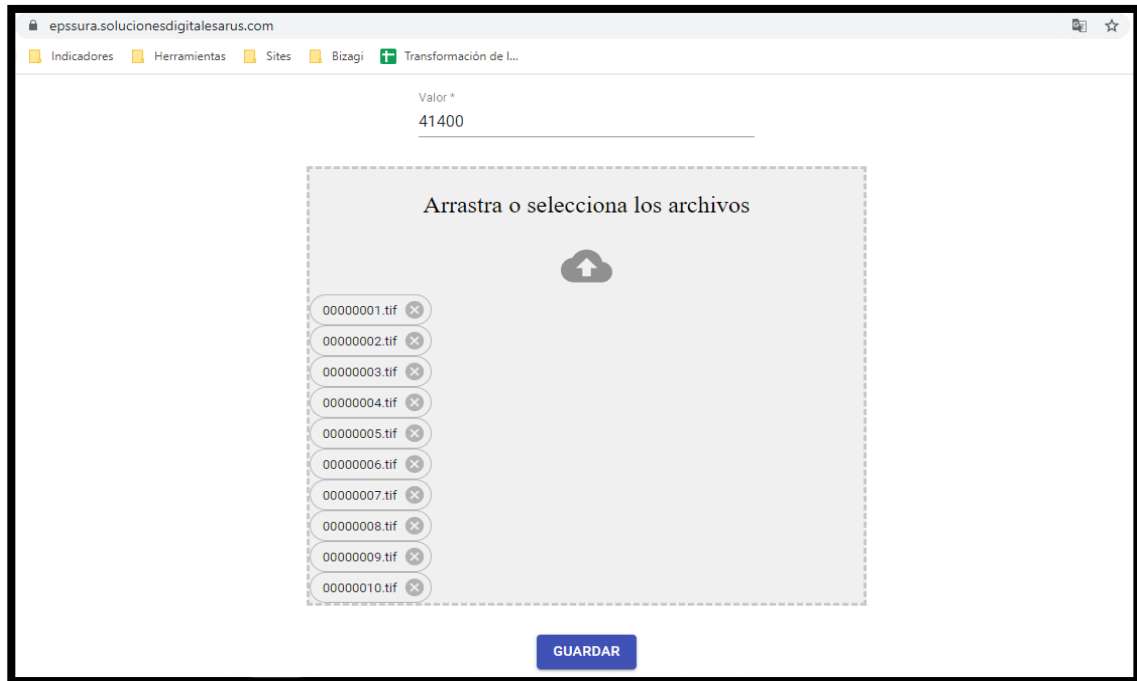 epssura.solucionesdigitalesarus.com
Indicadores Herramientas Sites Bizagi Transformación de l...
Valor *
41400
Arrastra o selecciona los archivos
00000001.tif
00000002.tif
00000003.tif
00000004.tif
00000005.tif
00000006.tif
00000007.tif
00000008.tif
00000009.tif
00000010.tif
GUARDAR